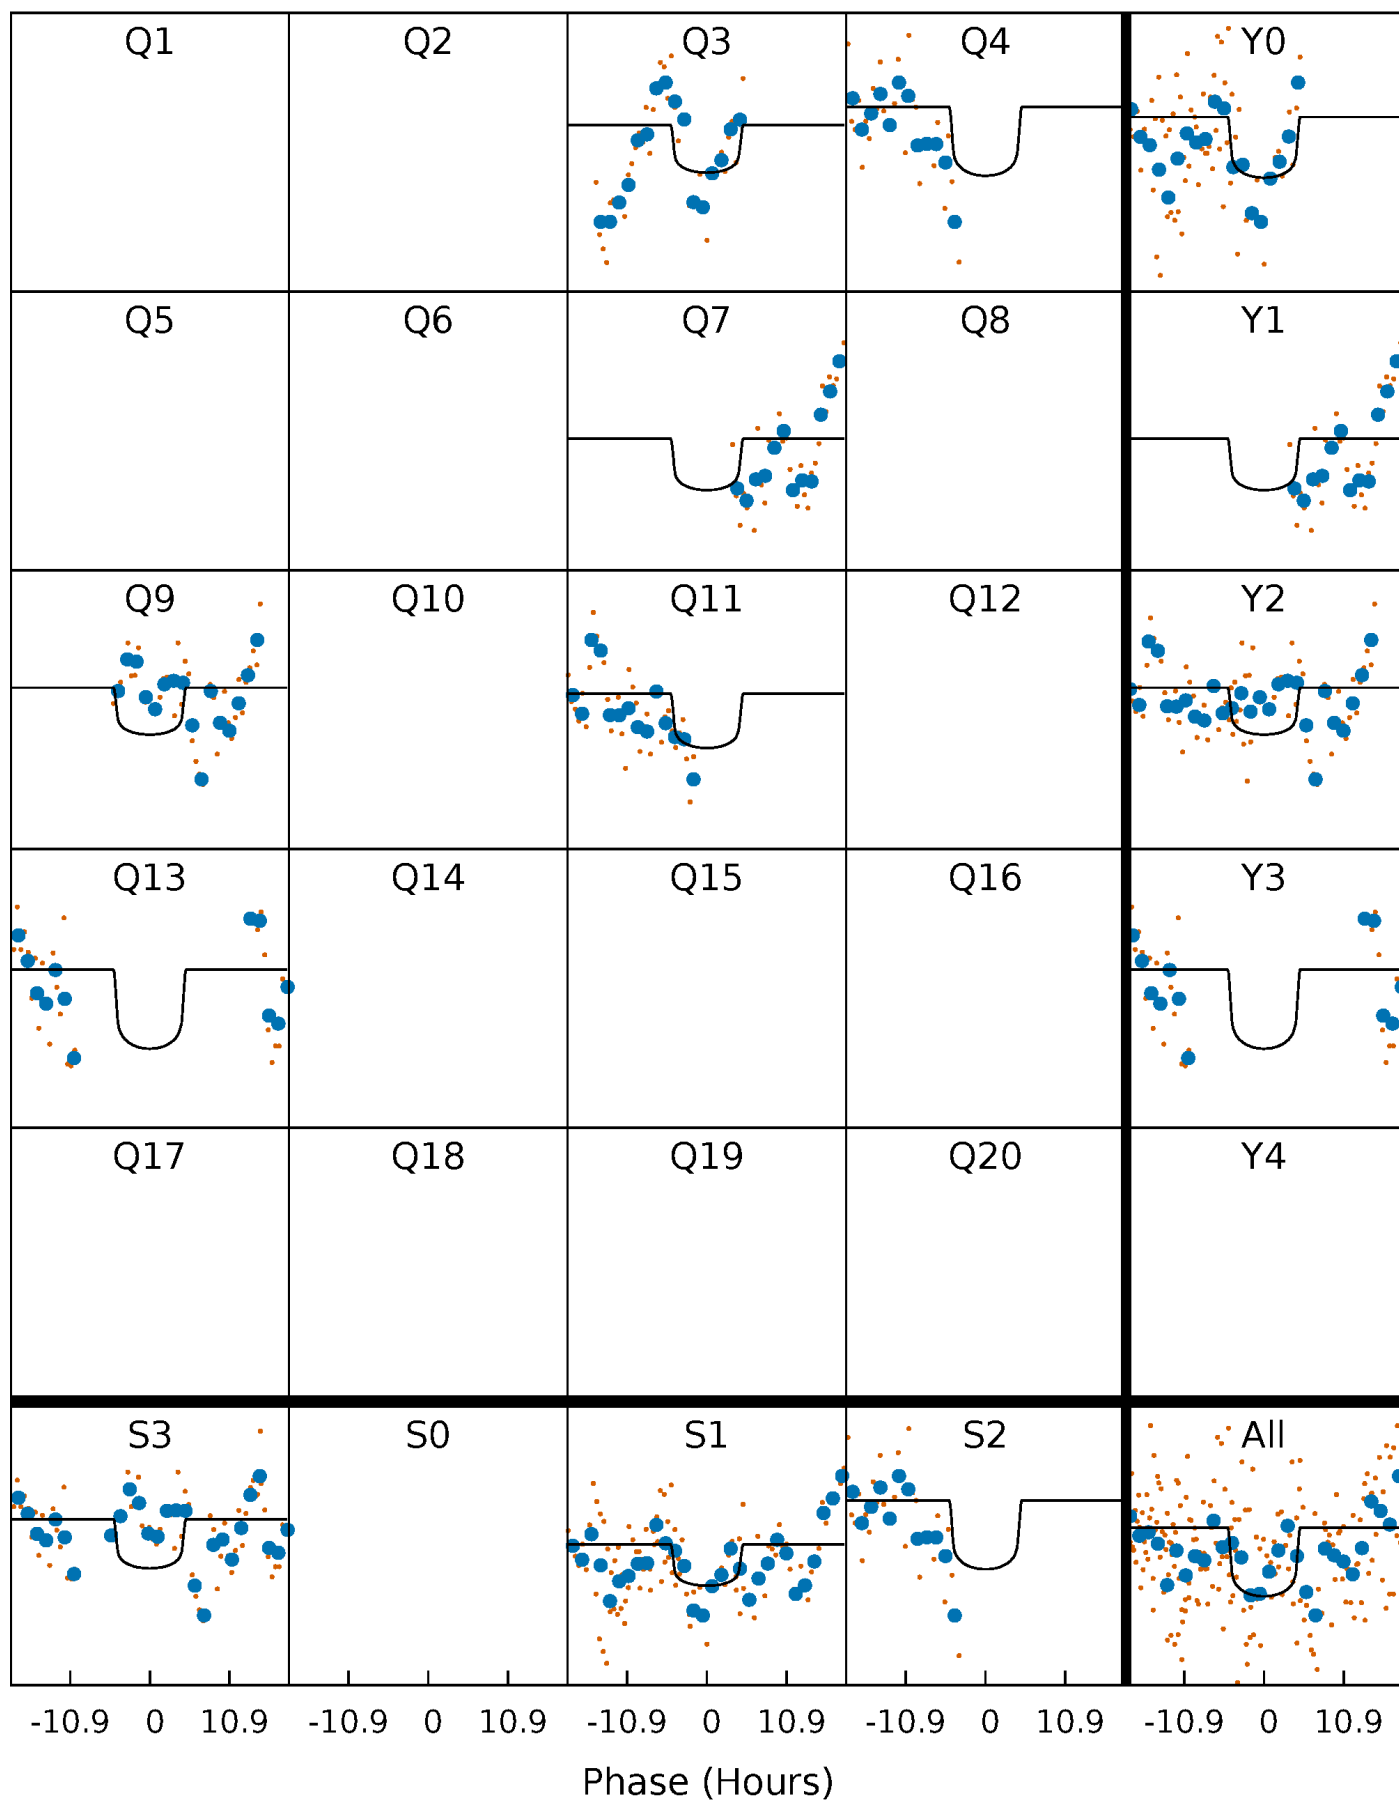 Q1 Q2 Q3 Q4 Y0
Q5 Q6 Q7 Q8 Y1
Q9 Q10 Q11 Q12 Y2
Q13 Q14 Q15 Q16 Y3
Q17 Q18 Q19 Q20 Y4
S3 S0 S1 S2 All
-10.9 0 10.9 -10.9 0 10.9 -10.9 0 10.9 -10.9 0 10.9 -10.9 0 10.9
Phase (Hours)